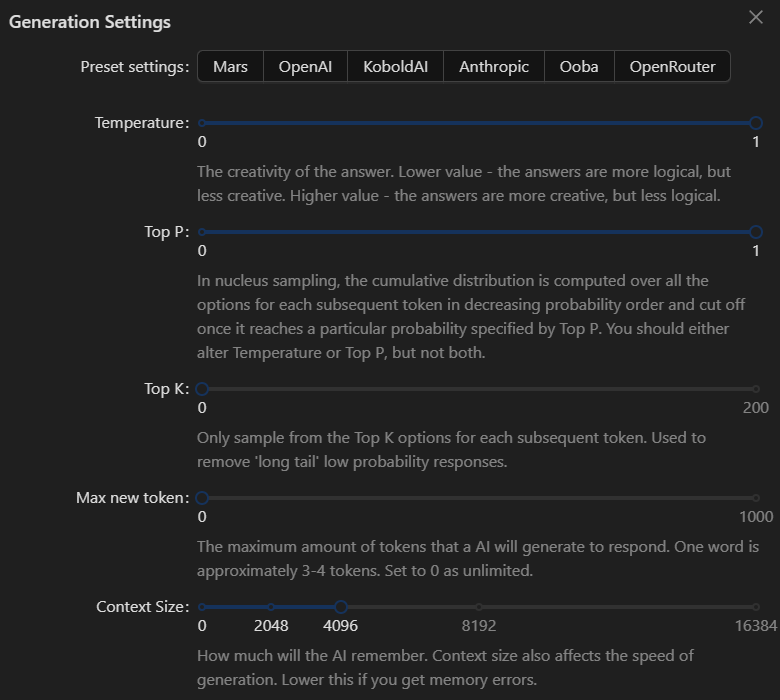 Generation Settings
Preset settings: Mars OpenAI KoboldAI Anthropic Ooba OpenRouter
Temperature:
0 1
The creativity of the answer. Lower value - the answers are more logical, but
less creative. Higher value - the answers are more creative, but less logical.
Top P:
0 1
In nucleus sampling, the cumulative distribution is computed over all the
options for each subsequent token in decreasing probability order and cut off
once it reaches a particular probability specified by Top P. You should either
alter Temperature or Top P, but not both.
Top K:
0 200
Only sample from the Top K options for each subsequent token. Used to
remove 'long tail' low probability responses.
Max new token:
0 1000
The maximum amount of tokens that a AI will generate to respond. One word is
approximately 3-4 tokens. Set to 0 as unlimited.
Context Size:
0 2048 4096 8192 16384
How much will the AI remember. Context size also affects the speed of
generation. Lower this if you get memory errors.